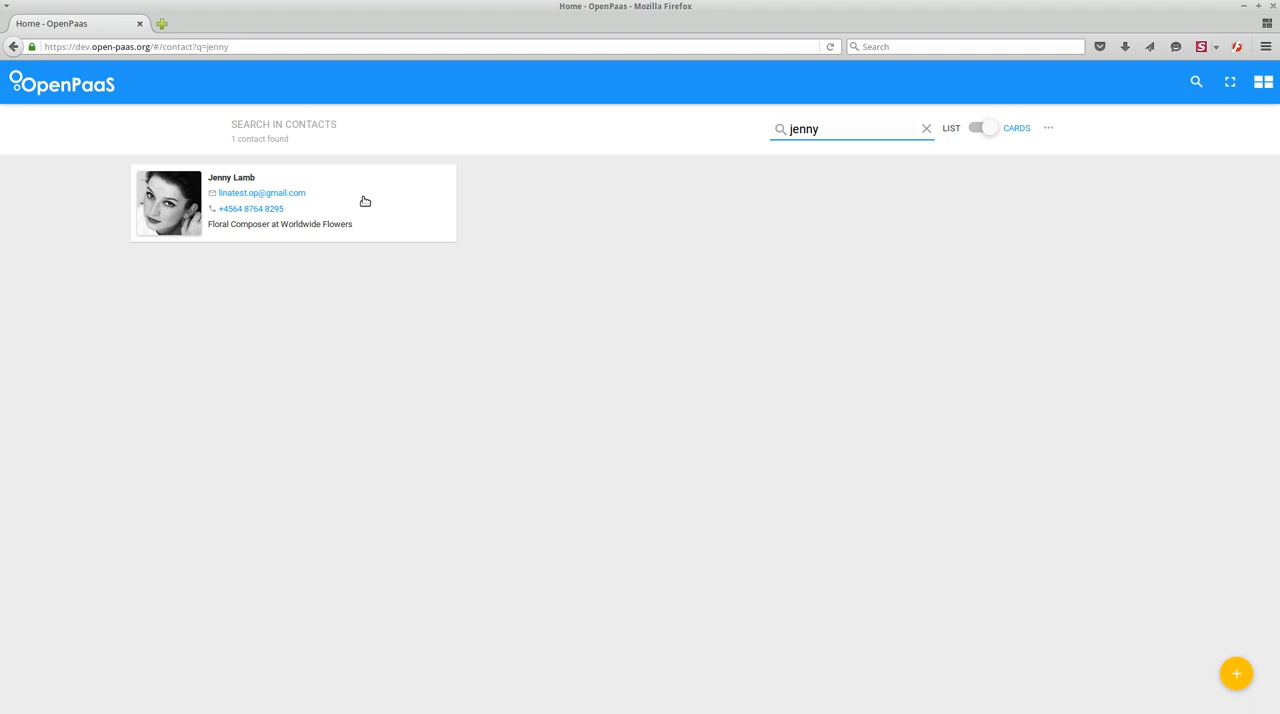 Home - OpenPaas - Mozilla Firefox
Home - OpenPaas
https://dev.open-paas.org/#/contact?q=jenny
Search
OpenPaaS
SEARCH IN CONTACTS
1 contact found
jenny
LIST
CARDS
Jenny Lamb
linatest.op@gmail.com
+4564 8764 8295
Floral Composer at Worldwide Flowers